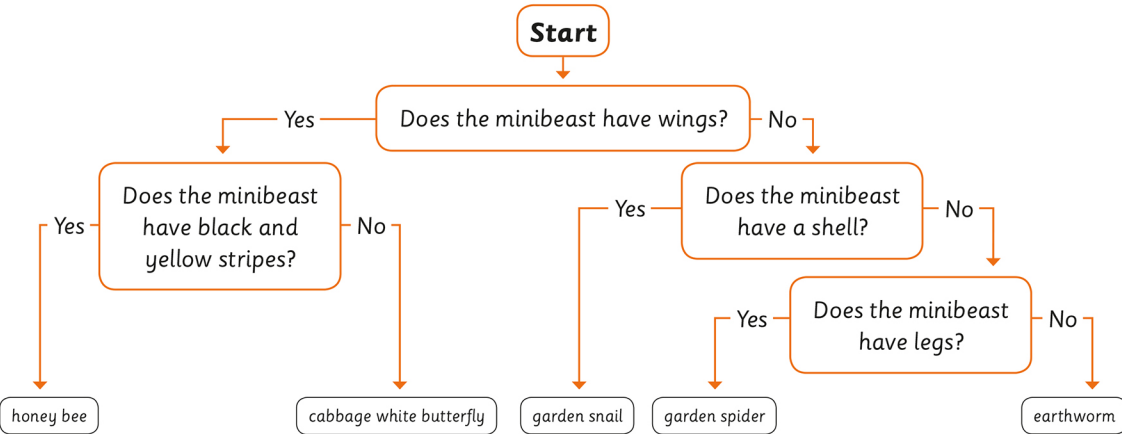 Start
Does the minibeast have wings?
Yes
No
Does the minibeast
have black and
yellow stripes?
Yes
No
Does the minibeast
have a shell?
Yes
No
Does the minibeast
have legs?
Yes
No
honey bee
cabbage white butterfly
garden snail
garden spider
earthworm